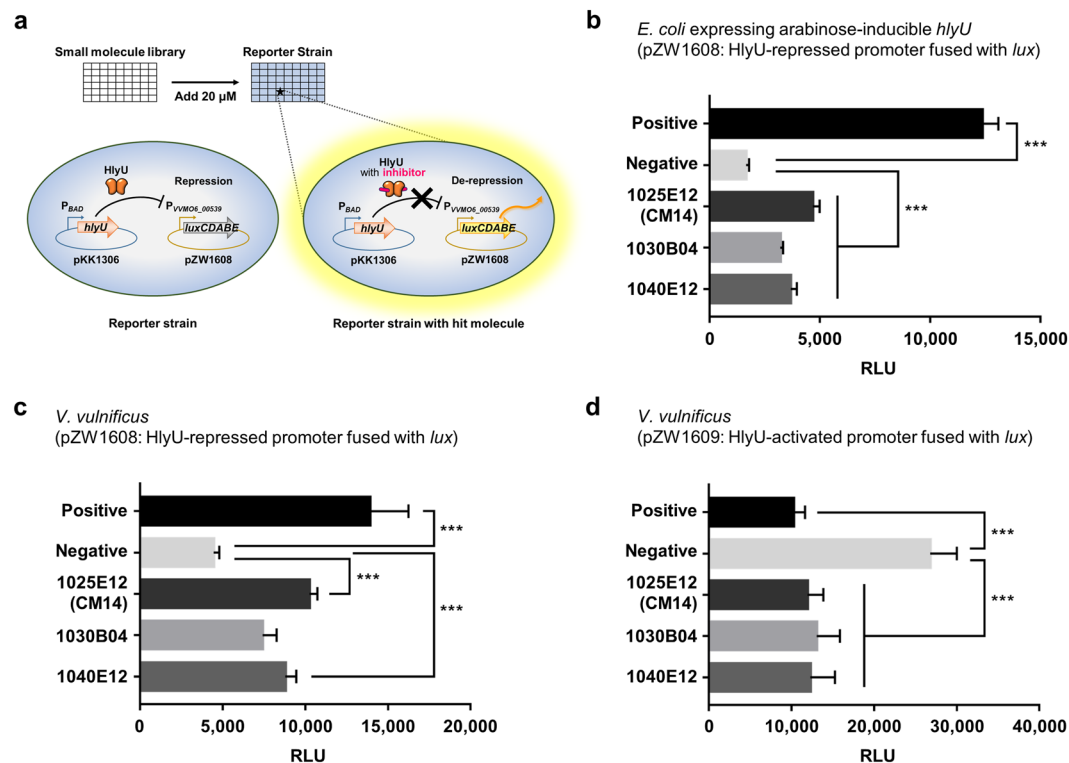 a
Small molecule library
Reporter Strain
Add 20 µM
HlyU
Repression
PBAD
PVVMO6_00539
hlyU
luxCDABE
pKK1306
pZW1608
Reporter strain
HlyU
with inhibitor
De-repression
PBAD
PVVMO6_00539
hlyU
luxCDABE
pKK1306
pZW1608
Reporter strain with hit molecule
b
E. coli expressing arabinose-inducible hlyU
(pZW1608: HlyU-repressed promoter fused with lux)
Positive
Negative
1025E12
(CM14)
1030B04
1040E12
***
***
0 5,000 10,000 15,000
RLU
c
V. vulnificus
(pZW1608: HlyU-repressed promoter fused with lux)
Positive
Negative
1025E12
(CM14)
1030B04
1040E12
***
***
***
0 5,000 10,000 15,000 20,000
RLU
d
V. vulnificus
(pZW1609: HlyU-activated promoter fused with lux)
Positive
Negative
1025E12
(CM14)
1030B04
1040E12
***
***
0 10,000 20,000 30,000 40,000
RLU